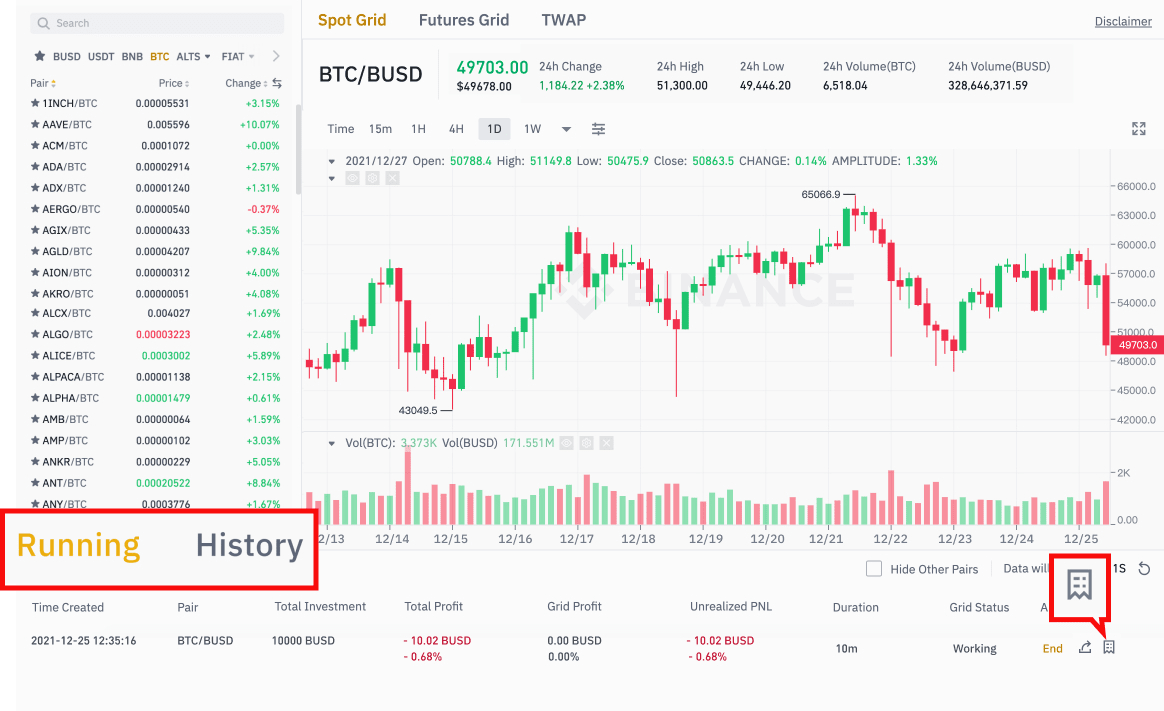 Search
BUSD USDT BNB BTC ALTS FIAT
Pair Price Change
1INCH/BTC 0.00005531 +3.15%
AAVE/BTC 0.005596 +10.07%
ACM/BTC 0.0001072 +0.00%
ADA/BTC 0.00002914 +2.57%
ADX/BTC 0.00001240 +1.31%
AERGO/BTC 0.00000540 -0.37%
AGIX/BTC 0.00000433 +5.35%
AGLD/BTC 0.00004207 +9.84%
AION/BTC 0.00000312 +4.00%
AKRO/BTC 0.00000051 +4.08%
ALCX/BTC 0.004027 +1.69%
ALGO/BTC 0.00003223 +2.48%
ALICE/BTC 0.0003002 +5.89%
ALPACA/BTC 0.00001138 +2.15%
ALPHA/BTC 0.00001479 +0.61%
AMB/BTC 0.00000064 +1.59%
AMP/BTC 0.00000102 +3.03%
ANKR/BTC 0.00000229 +5.05%
ANT/BTC 0.00020522 +8.84%
ANY/BTC 0.0003776 +1.67%
Spot Grid Futures Grid TWAP Disclaimer
BTC/BUSD
49703.00
$49678.00
24h Change
1,184.22 +2.38%
24h High
51,300.00
24h Low
49,446.20
24h Volume(BTC)
6,518.04
24h Volume(BUSD)
328,646,371.59
Time 15m 1H 4H 1D 1W
2021/12/27 Open: 50788.4 High: 51149.8 Low: 50475.9 Close: 50863.5 CHANGE: 0.14% AMPLITUDE: 1.33%
65066.9
43049.5
BINANCE
66000.0
63000.0
60000.0
57000.0
54000.0
51000.0
49703.0
48000.0
45000.0
42000.0
Vol(BTC): 3.373K Vol(BUSD) 171.551M
2K
0.00
2/13 12/14 12/15 12/16 12/17 12/18 12/19 12/20 12/21 12/22 12/23 12/24 12/25
Running History
Hide Other Pairs Data will 1S
Time Created Pair Total Investment Total Profit Grid Profit Unrealized PNL Duration Grid Status A
2021-12-25 12:35:16 BTC/BUSD 10000 BUSD - 10.02 BUSD 0.00 BUSD - 10.02 BUSD 10m Working End
- 0.68% 0.00% - 0.68%